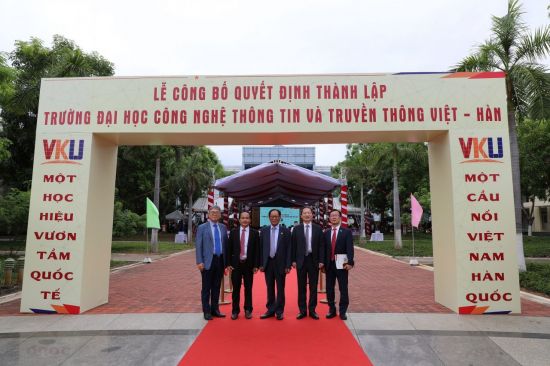 LỄ CÔNG BỐ QUYẾT ĐỊNH THÀNH LẬP
TRƯỜNG ĐẠI HỌC CÔNG NGHỆ THÔNG TIN VÀ TRUYỀN THÔNG VIỆT - HÀN
VKU
MỘT
HỌC
HIỆU
VƯƠN
TẦM
QUỐC
TẾ
VKU
MỘT
CẦU
NỐI
VIỆT
NAM
HÀN
QUỐC